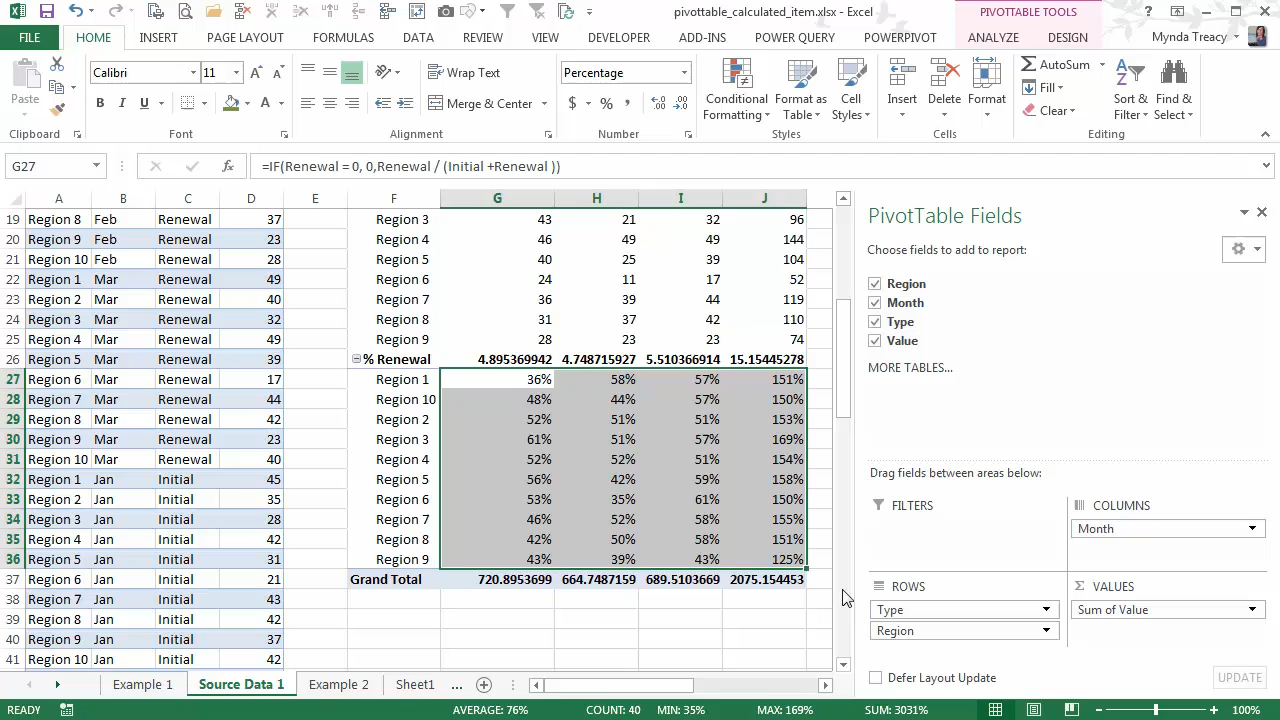 pivottable_calculated_item.xlsx - Excel
PIVOTTABLE TOOLS
FILE HOME INSERT PAGE LAYOUT FORMULAS DATA REVIEW VIEW DEVELOPER ADD-INS POWER QUERY POWERPIVOT ANALYZE DESIGN Mynda Treacy
Paste
Calibri 11
B I U
Wrap Text
Merge & Center
Percentage
$ % ,
Conditional Formatting
Format as Table
Cell Styles
Insert
Delete
Format
AutoSum
Fill
Clear
Sort & Filter
Find & Select
Clipboard Font Alignment Number Styles Cells Editing
G27 =IF(Renewal = 0, 0,Renewal / (Initial +Renewal ))
A B C D E F G H I J
19 Region 8 Feb Renewal 37 Region 3 43 21 32 96
20 Region 9 Feb Renewal 23 Region 4 46 49 49 144
21 Region 10 Feb Renewal 28 Region 5 40 25 39 104
22 Region 1 Mar Renewal 49 Region 6 24 11 17 52
23 Region 2 Mar Renewal 40 Region 7 36 39 44 119
24 Region 3 Mar Renewal 32 Region 8 31 37 42 110
25 Region 4 Mar Renewal 49 Region 9 28 23 23 74
26 Region 5 Mar Renewal 39 % Renewal 4.895369942 4.748715927 5.510366914 15.15445278
27 Region 6 Mar Renewal 17 Region 1 36% 58% 57% 151%
28 Region 7 Mar Renewal 44 Region 10 48% 44% 57% 150%
29 Region 8 Mar Renewal 42 Region 2 52% 51% 51% 153%
30 Region 9 Mar Renewal 23 Region 3 61% 51% 57% 169%
31 Region 10 Mar Renewal 40 Region 4 52% 52% 51% 154%
32 Region 1 Jan Initial 45 Region 5 56% 42% 59% 158%
33 Region 2 Jan Initial 35 Region 6 53% 35% 61% 150%
34 Region 3 Jan Initial 28 Region 7 46% 52% 58% 155%
35 Region 4 Jan Initial 42 Region 8 42% 50% 58% 151%
36 Region 5 Jan Initial 31 Region 9 43% 39% 43% 125%
37 Region 6 Jan Initial 21 Grand Total 720.8953699 664.7487159 689.5103669 2075.154453
38 Region 7 Jan Initial 43
39 Region 8 Jan Initial 42
40 Region 9 Jan Initial 37
41 Region 10 Jan Initial 42
PivotTable Fields
Choose fields to add to report:
Region
Month
Type
Value
MORE TABLES...
Drag fields between areas below:
FILTERS
COLUMNS
Month
ROWS
Type
Region
VALUES
Sum of Value
Defer Layout Update
UPDATE
Example 1 Source Data 1 Example 2 Sheet1 ...
READY AVERAGE: 76% COUNT: 40 MIN: 35% MAX: 169% SUM: 3031% 100%